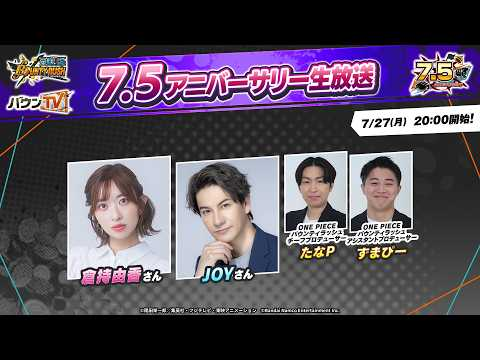 ONE PIECE
BOUNTY RUSH
バウンTV
7.5アニバーサリー生放送
7.5
7/27(月) 20:00開始!
倉持由香さん
JOYさん
ONE PIECE
バウンティラッシュ
チーフプロデューサー
たなP
ONE PIECE
バウンティラッシュ
アシスタントプロデューサー
ずまぴー
©尾田栄一郎／集英社・フジテレビ・東映アニメーション ©Bandai Namco Entertainment Inc.